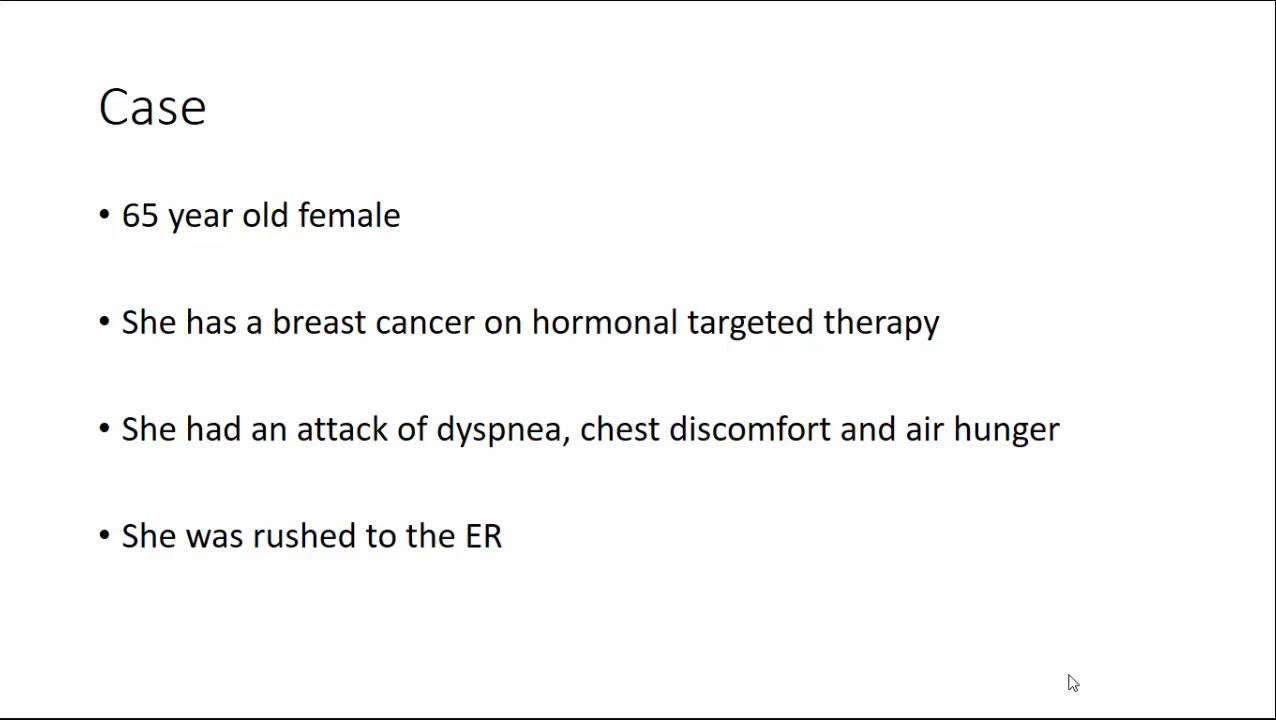 Case
• 65 year old female
• She has a breast cancer on hormonal targeted therapy
• She had an attack of dyspnea, chest discomfort and air hunger
• She was rushed to the ER